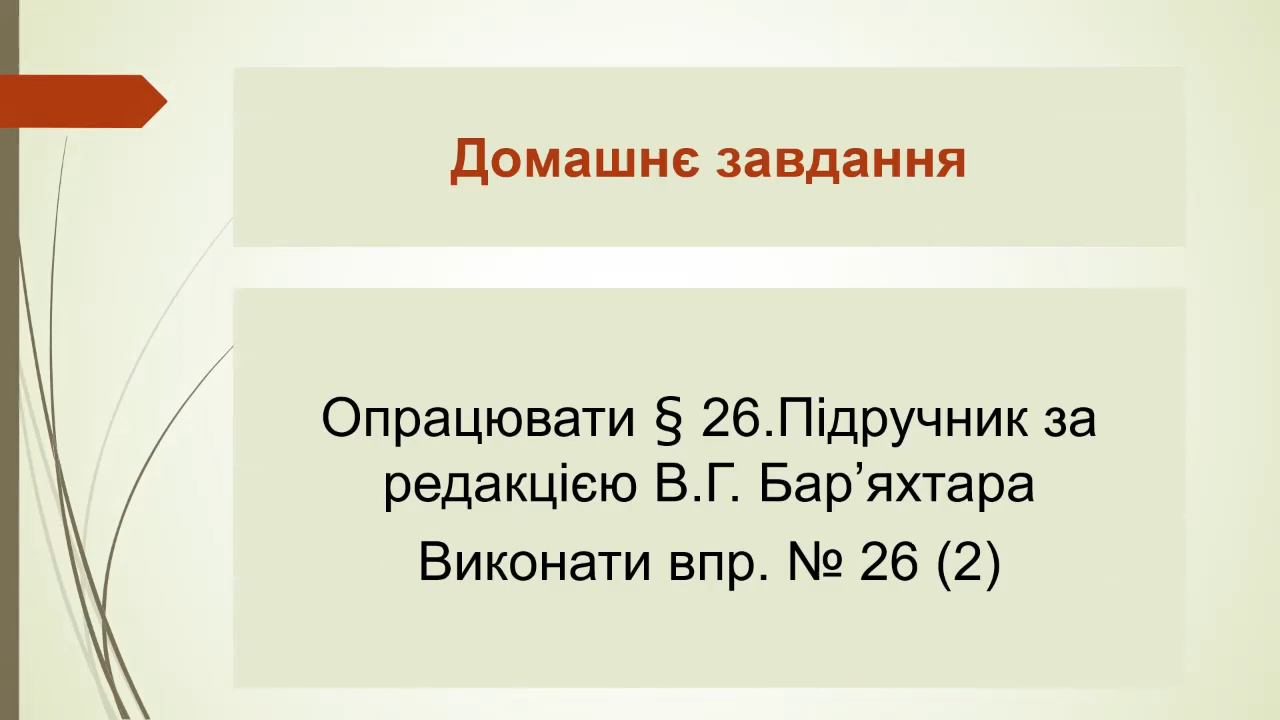 Домашнє завдання
Опрацювати § 26.Підручник за
редакцією В.Г. Бар’яхтара
Виконати впр. № 26 (2)